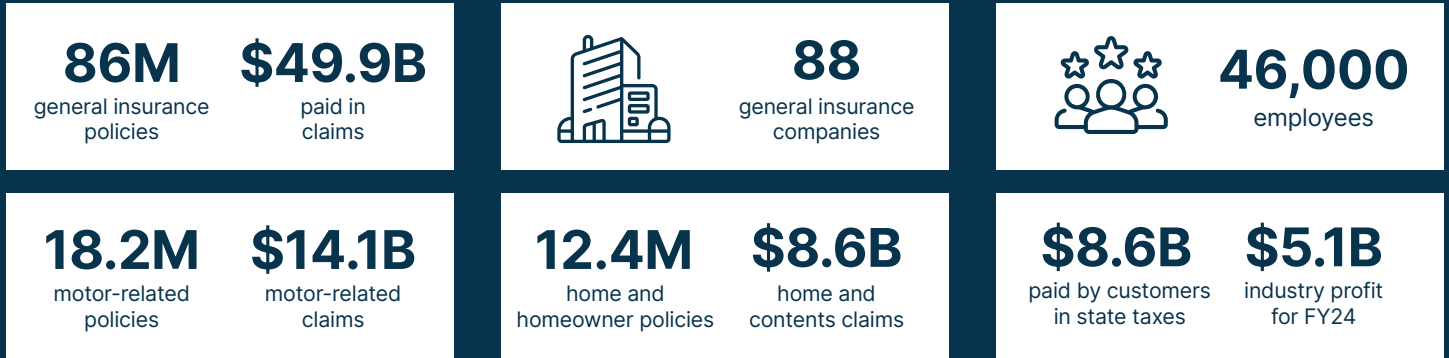 86M
general insurance
policies
$49.9B
paid in
claims
88
general insurance
companies
46,000
employees
18.2M
motor-related
policies
$14.1B
motor-related
claims
12.4M
home and
homeowner policies
$8.6B
home and
contents claims
$8.6B
paid by customers
in state taxes
$5.1B
industry profit
for FY24